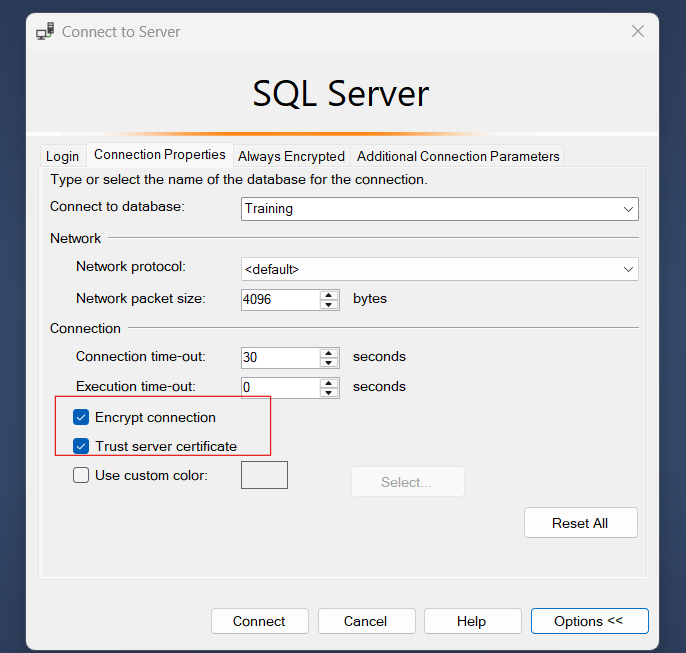 Connect to Server
SQL Server
Login Connection Properties Always Encrypted Additional Connection Parameters
Type or select the name of the database for the connection.
Connect to database: Training
Network
Network protocol: <default>
Network packet size: 4096 bytes
Connection
Connection time-out: 30 seconds
Execution time-out: 0 seconds
Encrypt connection
Trust server certificate
Use custom color: Select...
Reset All
Connect Cancel Help Options <<